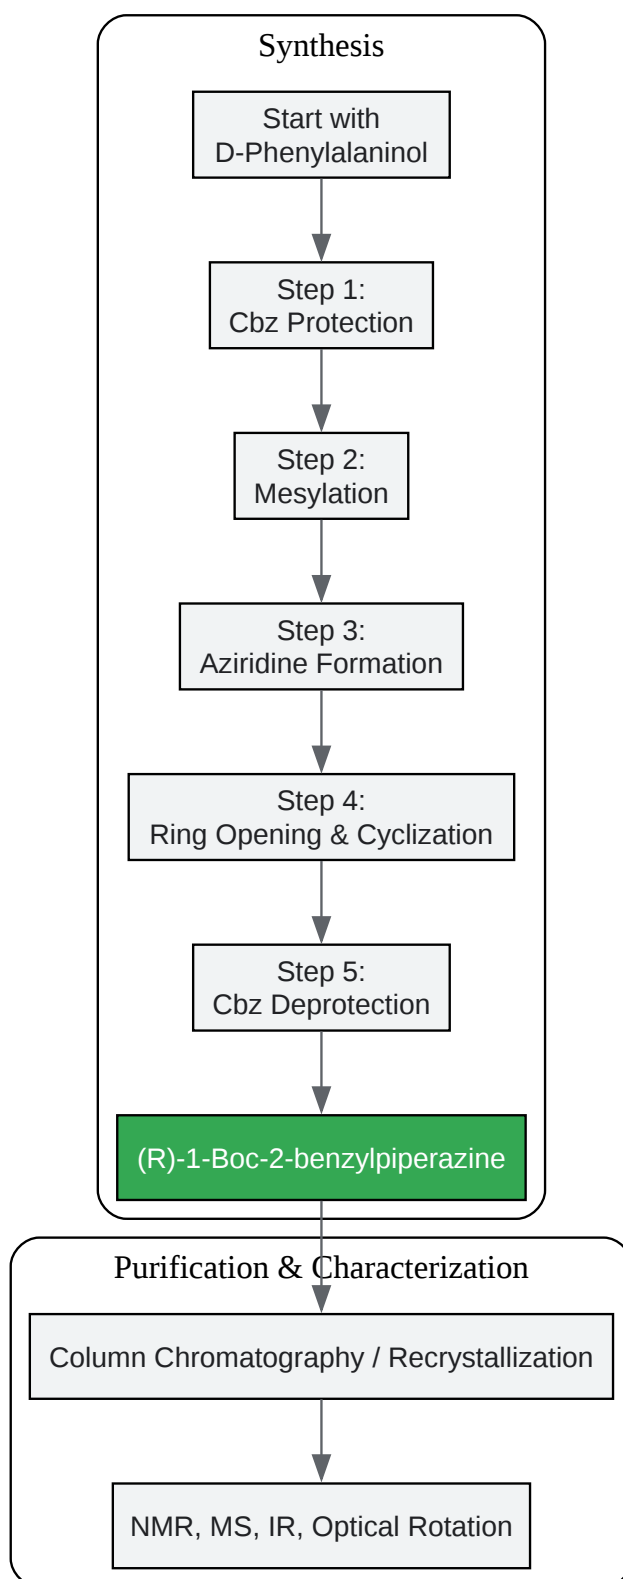 Synthesis
Start with
D-Phenylalaninol
Step 1:
Cbz Protection
Step 2:
Mesylation
Step 3:
Aziridine Formation
Step 4:
Ring Opening & Cyclization
Step 5:
Cbz Deprotection
(R)-1-Boc-2-benzylpiperazine
Purification & Characterization
Column Chromatography / Recrystallization
NMR, MS, IR, Optical Rotation